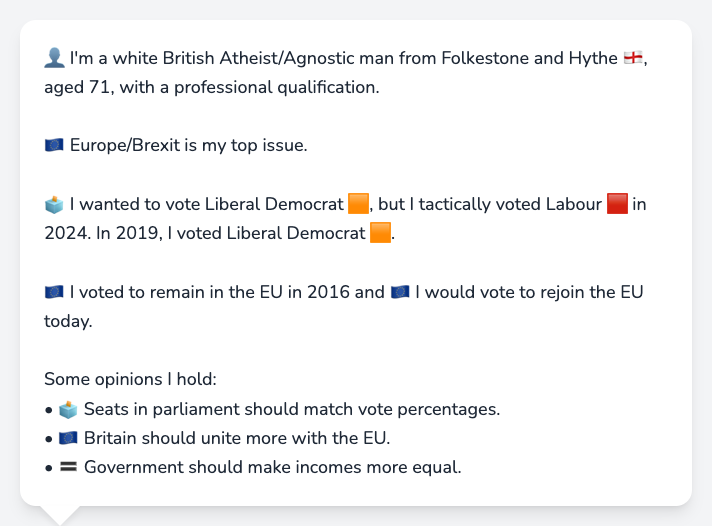 👤 I'm a white British Atheist/Agnostic man from Folkestone and Hythe 🏴󠁧󠁢󠁥󠁮󠁧󠁿,
aged 71, with a professional qualification.
🇪🇺 Europe/Brexit is my top issue.
🗳️ I wanted to vote Liberal Democrat 🟧, but I tactically voted Labour 🟥 in
2024. In 2019, I voted Liberal Democrat 🟧.
🇪🇺 I voted to remain in the EU in 2016 and 🇪🇺 I would vote to rejoin the EU
today.
Some opinions I hold:
• 🗳️ Seats in parliament should match vote percentages.
• 🇪🇺 Britain should unite more with the EU.
• 🟰 Government should make incomes more equal.